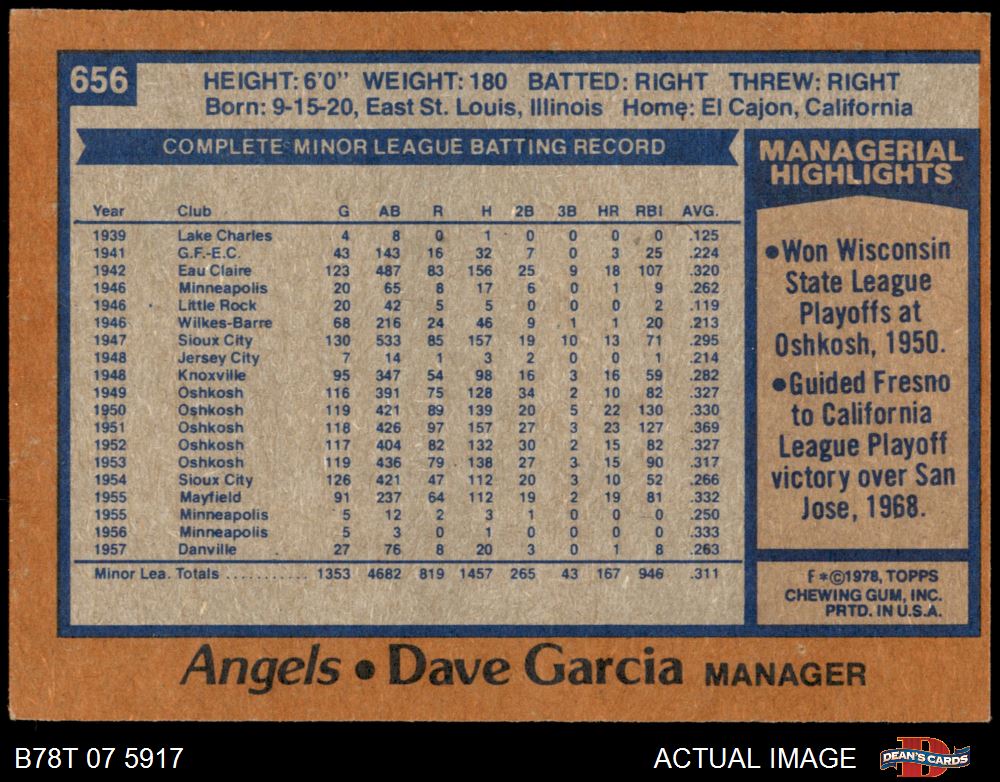 656
HEIGHT: 6'0" WEIGHT: 180 BATTED: RIGHT THREW: RIGHT
Born: 9-15-20, East St. Louis, Illinois Home: El Cajon, California
COMPLETE MINOR LEAGUE BATTING RECORD
Year Club G AB R H 2B 3B HR RBI AVG.
1939 Lake Charles 4 8 0 1 0 0 0 0 .125
1941 G.F.-E.C. 43 143 16 32 7 0 3 25 .224
1942 Eau Claire 123 487 83 156 25 9 18 107 .320
1946 Minneapolis 20 65 8 17 6 0 1 9 .262
1946 Little Rock 20 42 5 5 0 0 0 2 .119
1946 Wilkes-Barre 68 216 24 46 9 1 1 20 .213
1947 Sioux City 130 533 85 157 19 10 13 71 .295
1948 Jersey City 7 14 1 3 2 0 0 1 .214
1948 Knoxville 95 347 54 98 16 3 16 59 .282
1949 Oshkosh 116 391 75 128 34 2 10 82 .327
1950 Oshkosh 119 421 89 139 20 5 22 130 .330
1951 Oshkosh 118 426 97 157 27 3 23 127 .369
1952 Oshkosh 117 404 82 132 30 2 15 82 .327
1953 Oshkosh 119 436 79 138 27 3 15 90 .317
1954 Sioux City 126 421 47 112 20 3 10 52 .266
1955 Mayfield 91 237 64 112 19 2 19 81 .332
1955 Minneapolis 5 12 2 3 1 0 0 0 .250
1956 Minneapolis 5 3 0 1 0 0 0 0 .333
1957 Danville 27 76 8 20 3 0 1 8 .263
Minor Lea. Totals ........... 1353 4682 819 1457 265 43 167 946 .311
MANAGERIAL
HIGHLIGHTS
•Won Wisconsin
State League
Playoffs at
Oshkosh, 1950.
•Guided Fresno
to California
League Playoff
victory over San
Jose, 1968.
F*©1978, TOPPS
CHEWING GUM, INC.
PRTD. IN U.S.A.
Angels • Dave Garcia MANAGER
B78T 07 5917
ACTUAL IMAGE
DEAN'S CARDS